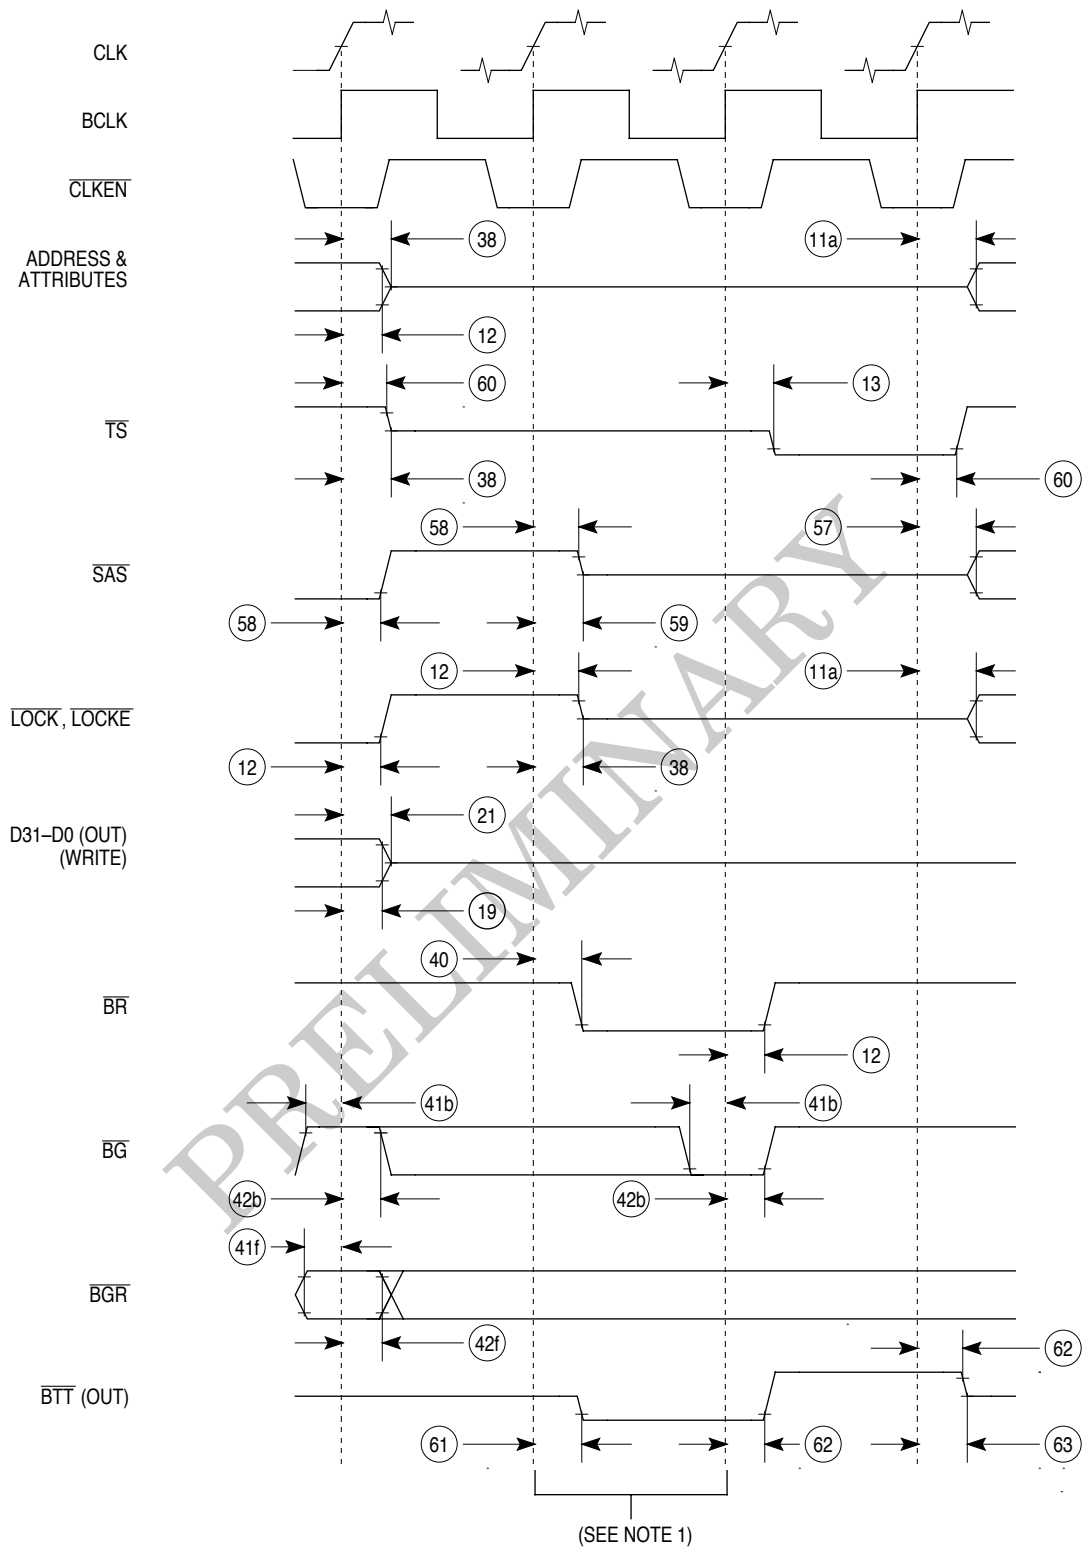 CLK
BCLK
CLKEN
38
11a
ADDRESS &
ATTRIBUTES
12
60
13
TS
38
60
58
57
SAS
58
59
12
11a
LOCK, LOCKE
12
38
21
D31–D0 (OUT)
(WRITE)
19
40
BR
12
41b
41b
BG
42b
42b
41f
BGR
42f
62
BTT (OUT)
61
62
63
(SEE NOTE 1)
PRELIMINARY